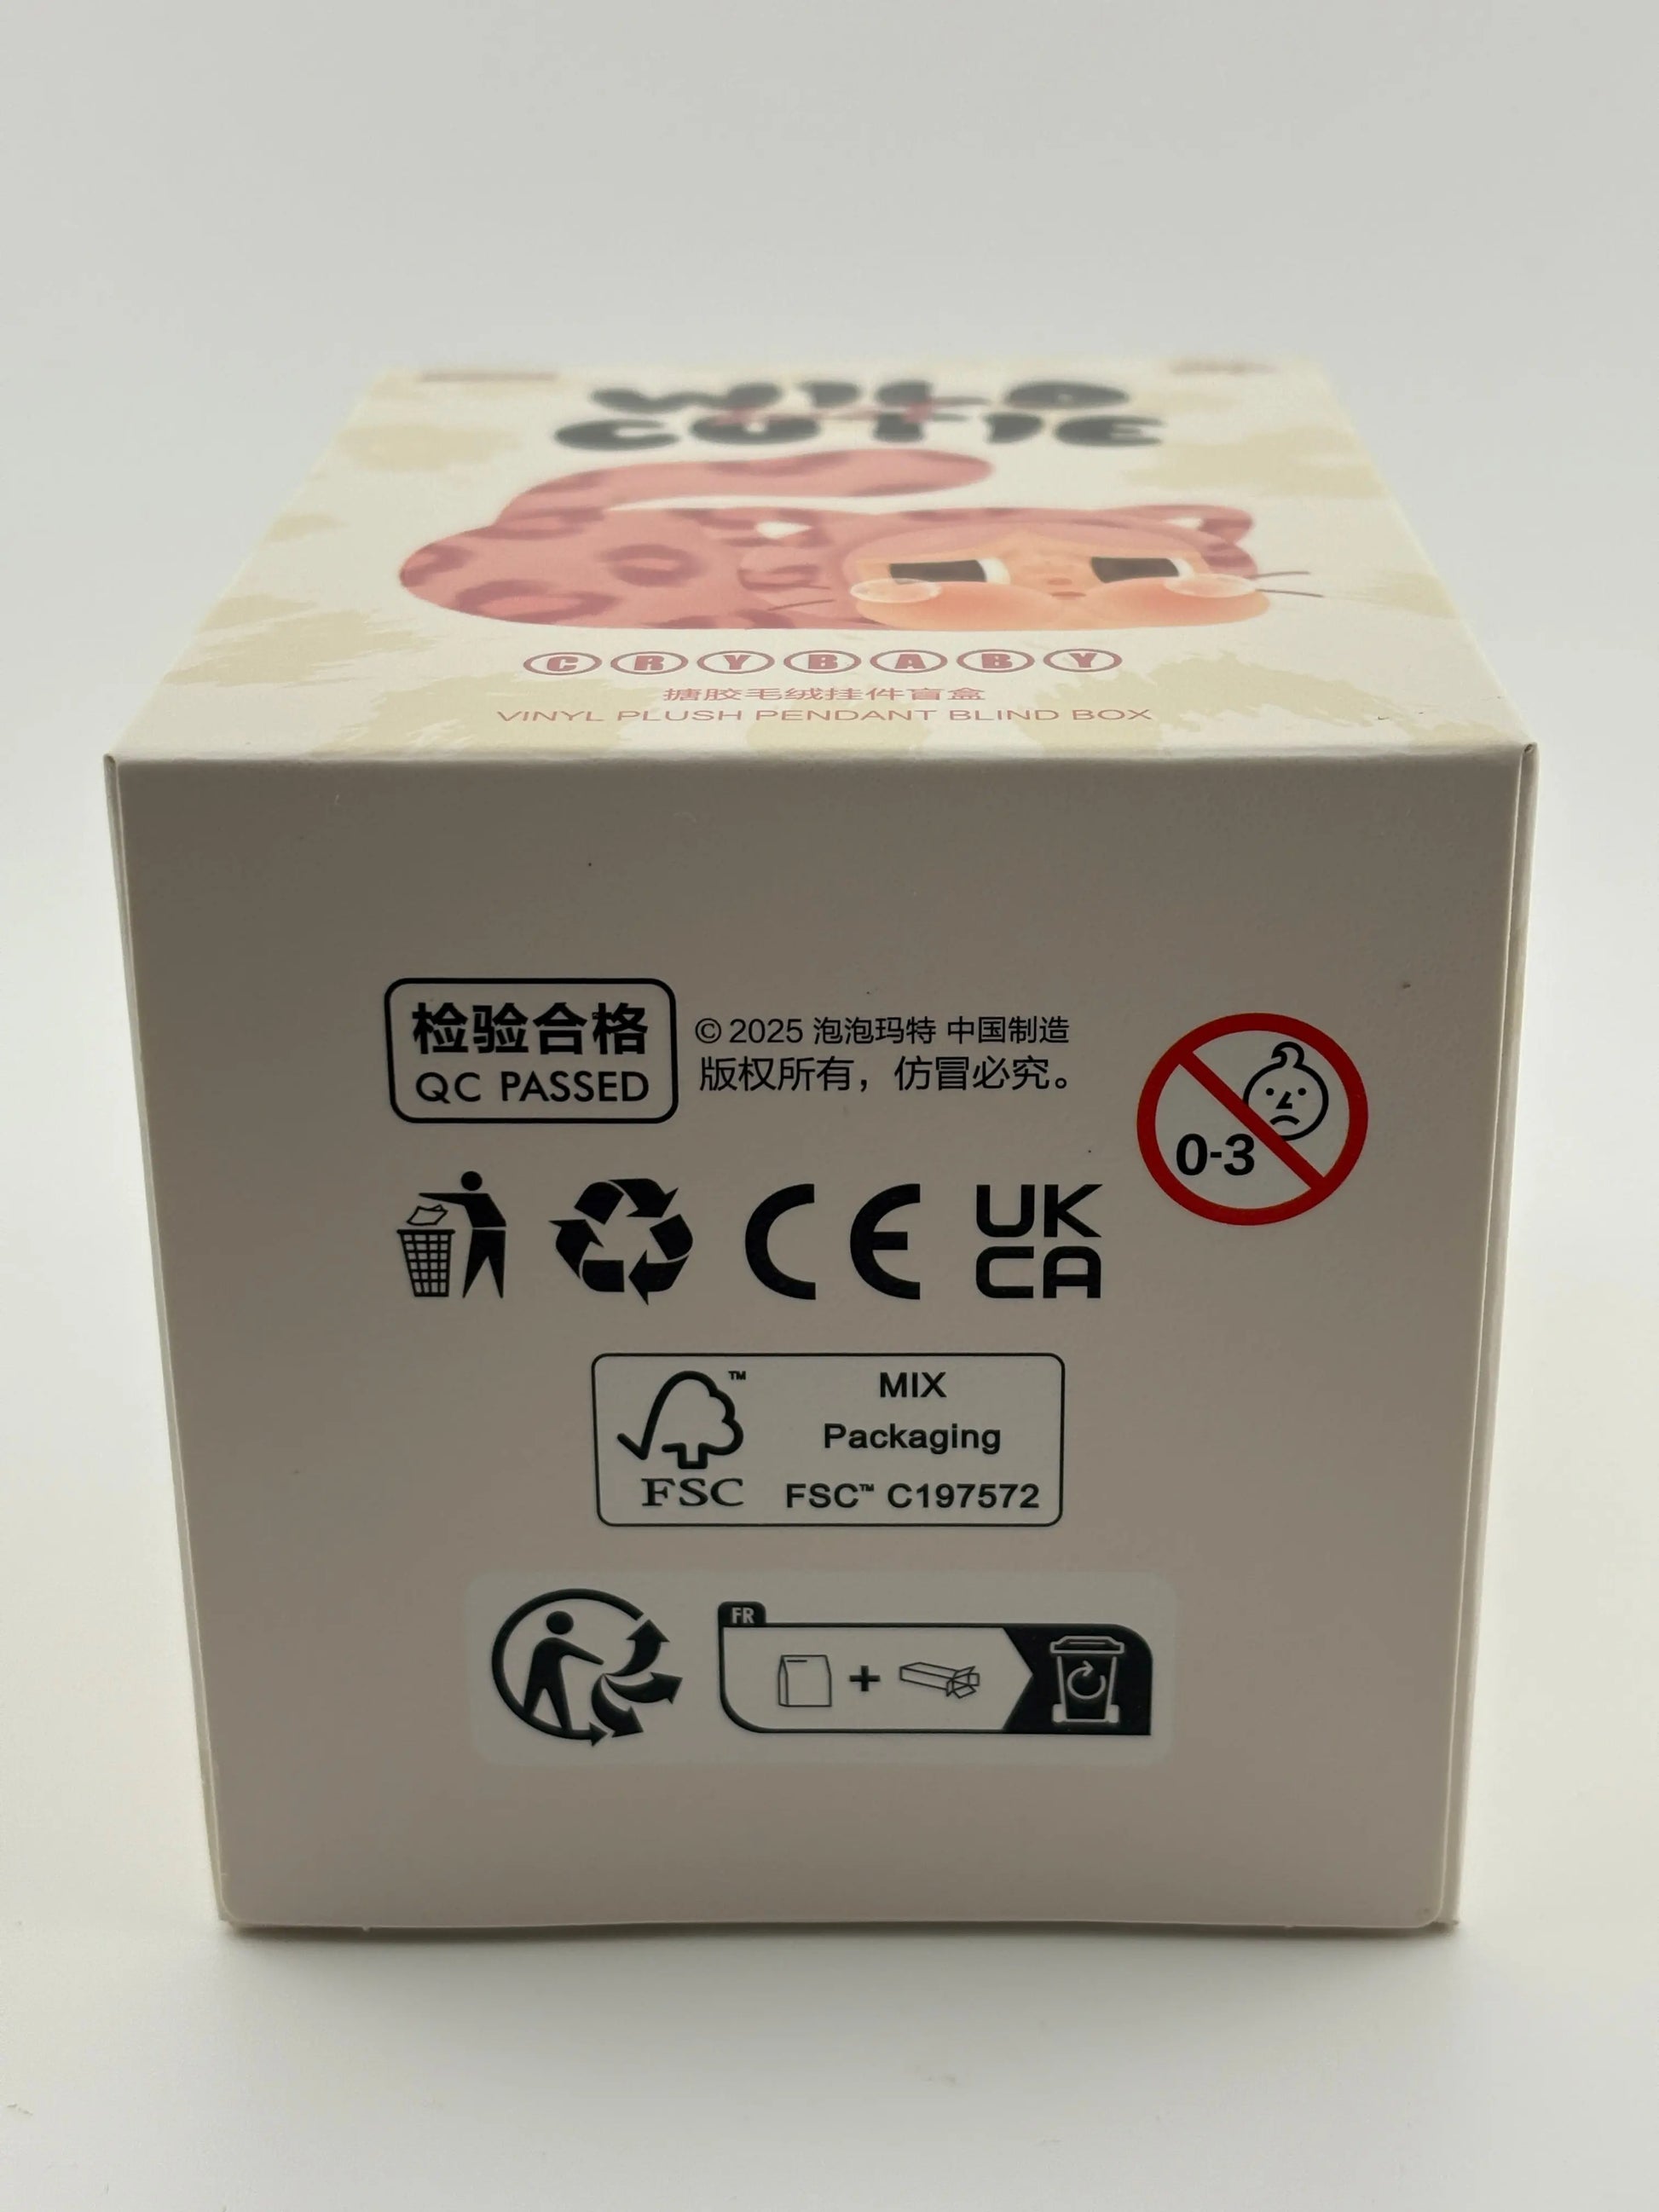 WILD
CUTIE
CRYBABY
搪胶毛绒挂件盲盒
VINYL PLUSH PENDANT BLIND BOX
检验合格
QC PASSED
© 2025 泡泡玛特 中国制造
版权所有，仿冒必究。
0-3
CE
UK
CA
FSC
™
MIX
Packaging
FSC™ C197572
FR